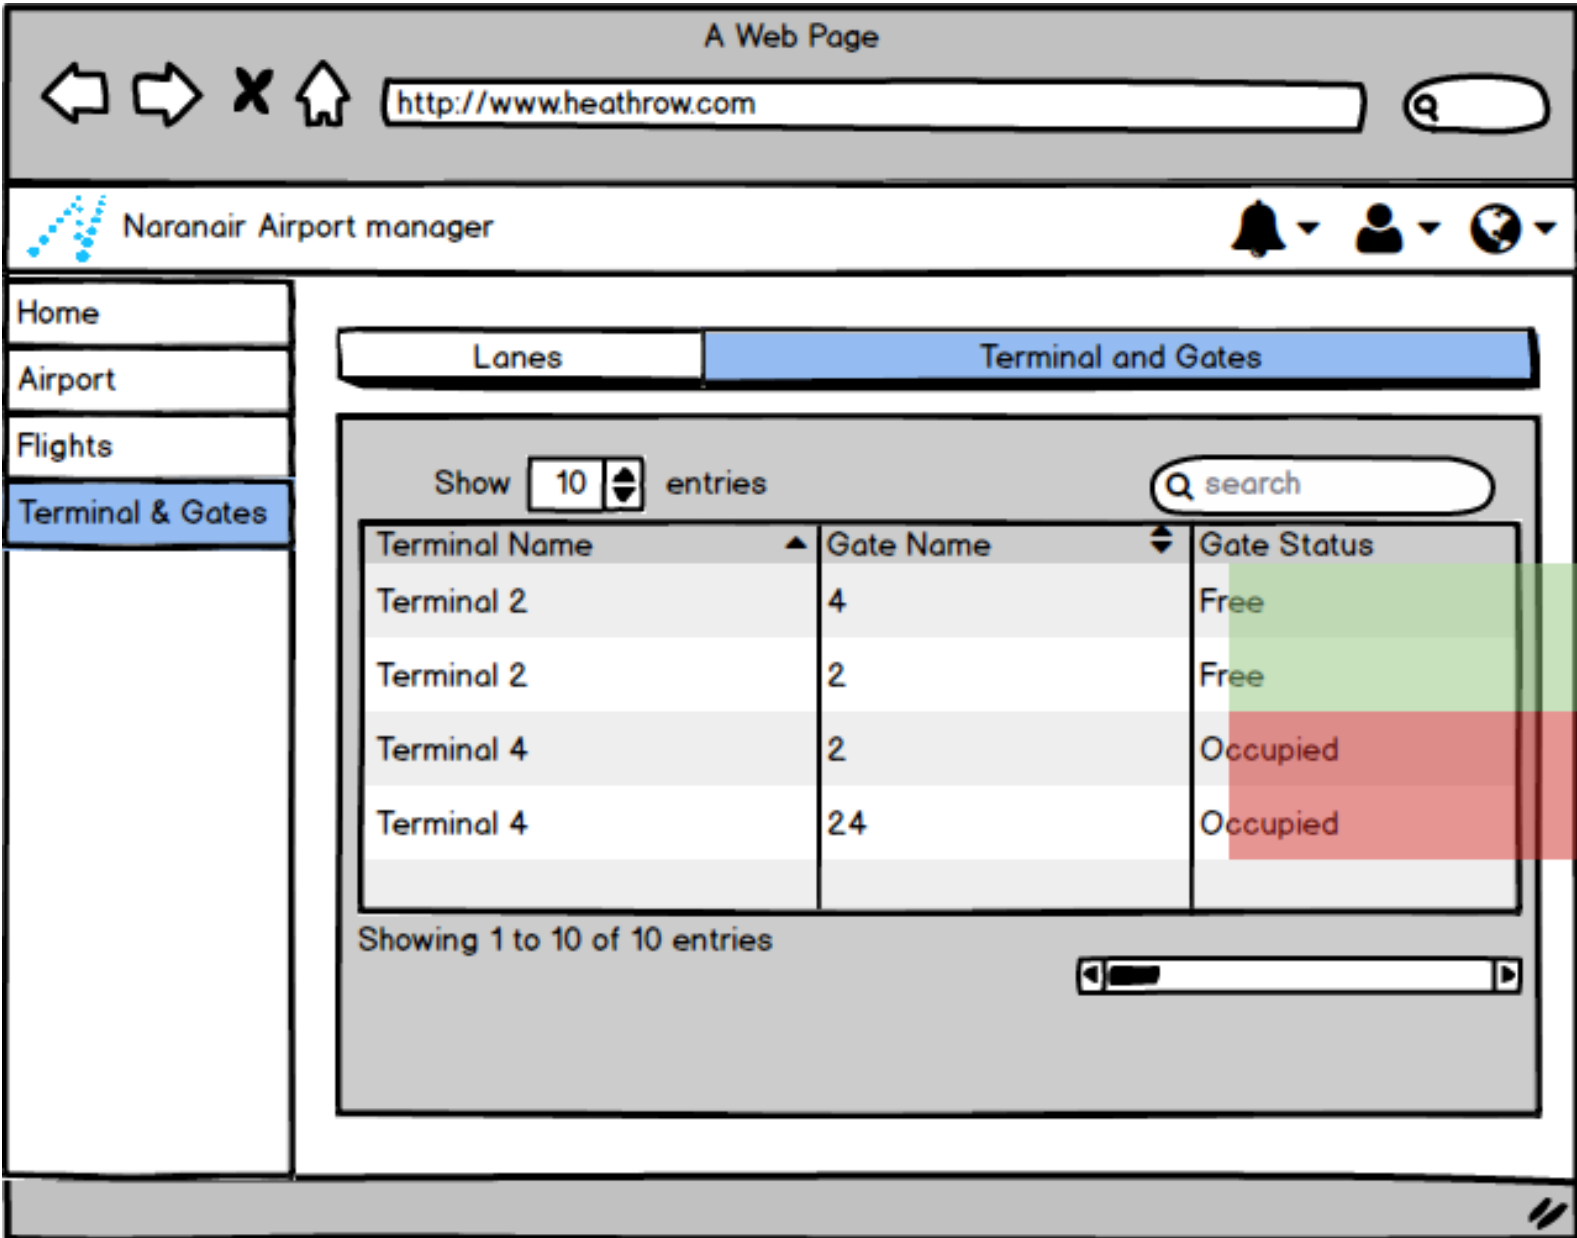 A Web Page
http://www.heathrow.com
Naranair Airport manager
Home
Airport
Flights
Terminal & Gates
Lanes Terminal and Gates
Show 10 entries search
Terminal Name Gate Name Gate Status
Terminal 2 4 Free
Terminal 2 2 Free
Terminal 4 2 Occupied
Terminal 4 24 Occupied
Showing 1 to 10 of 10 entries